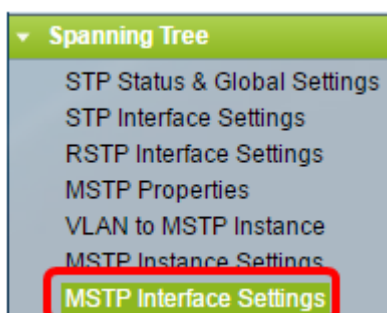 Spanning Tree
STP Status & Global Settings
STP Interface Settings
RSTP Interface Settings
MSTP Properties
VLAN to MSTP Instance
MSTP Instance Settings
MSTP Interface Settings